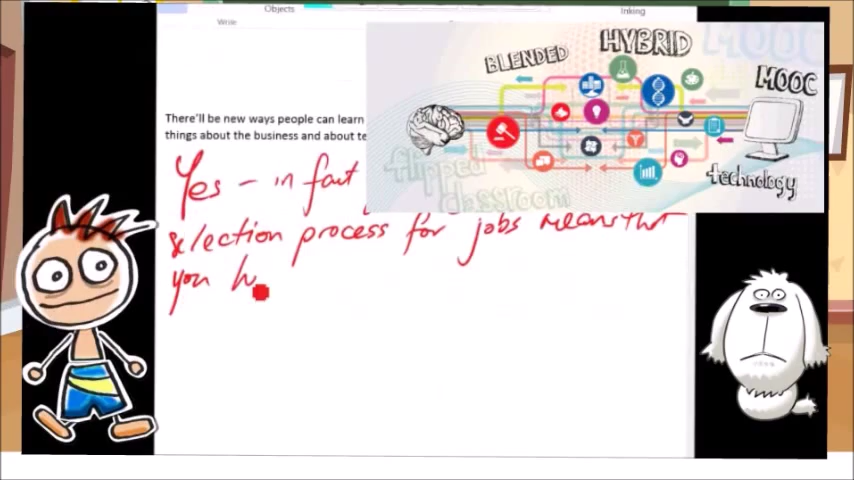 Objects
Inking
Write
There'll be new ways people can learn
things about the business and about te
Yes – in fact
selection process for jobs means that
you h
BLENDED
HYBRID
MOOC
MOOC
flipped
classroom
technology